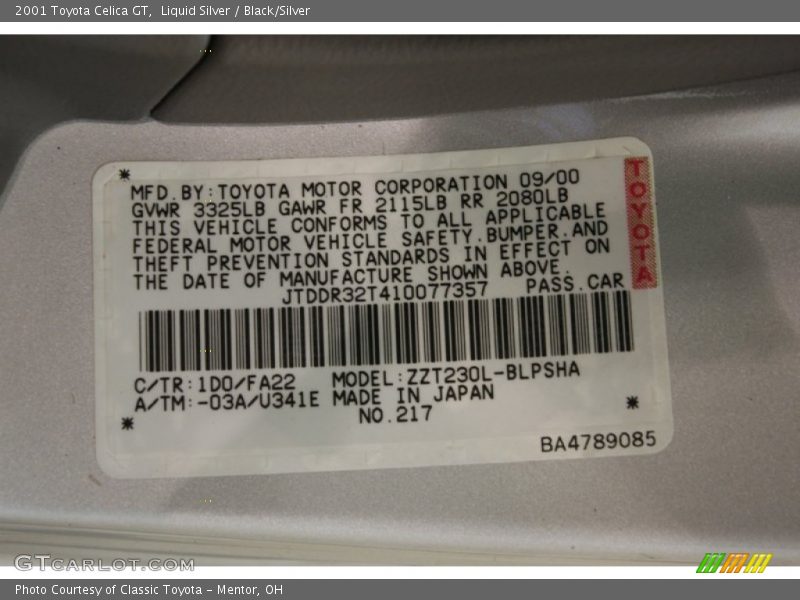 2001 Toyota Celica GT, Liquid Silver / Black/Silver
MFD.BY:TOYOTA MOTOR CORPORATION 09/00
GVWR 3325LB GAWR FR 2115LB RR 2080LB
THIS VEHICLE CONFORMS TO ALL APPLICABLE
FEDERAL MOTOR VEHICLE SAFETY.BUMPER.AND
THEFT PREVENTION STANDARDS IN EFFECT ON
THE DATE OF MANUFACTURE SHOWN ABOVE.
JTDDR32T410077357 PASS.CAR
TOYOTA
C/TR:1D0/FA22 MODEL:ZZT230L-BLPSHA
A/TM:-03A/U341E MADE IN JAPAN
NO.217
BA4789085
GTCARLOT.COM
Photo Courtesy of Classic Toyota - Mentor, OH